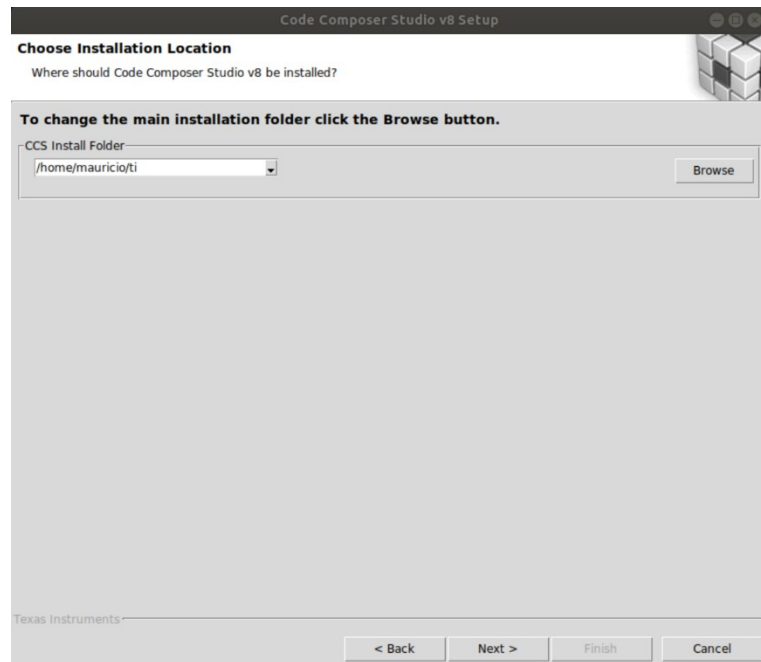 Code Composer Studio v8 Setup
Choose Installation Location
Where should Code Composer Studio v8 be installed?
To change the main installation folder click the Browse button.
CCS Install Folder
/home/mauricio/ti
Browse
Texas Instruments
< Back Next > Finish Cancel